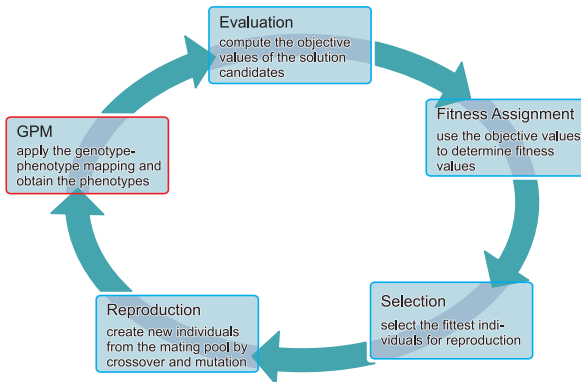 Evaluation
compute the objective
values of the solution
candidates
Fitness Assignment
use the objective values
to determine fitness
values
GPM
apply the genotype-
phenotype mapping and
obtain the phenotypes
Selection
select the fittest indi-
viduals for reproduction
Reproduction
create new individuals
from the mating pool by
crossover and mutation